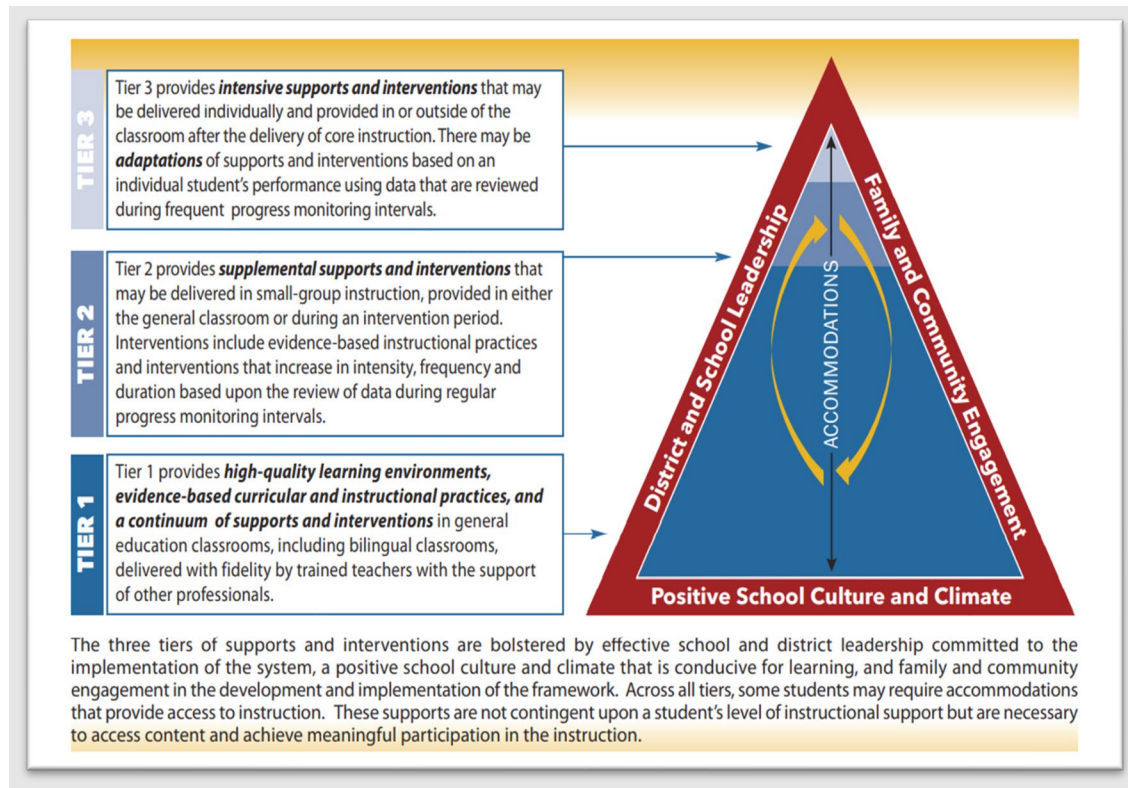 TIER 3
Tier 3 provides intensive supports and interventions that may
be delivered individually and provided in or outside of the
classroom after the delivery of core instruction. There may be
adaptations of supports and interventions based on an
individual student's performance using data that are reviewed
during frequent progress monitoring intervals.
TIER 2
Tier 2 provides supplemental supports and interventions that
may be delivered in small-group instruction, provided in either
the general classroom or during an intervention period.
Interventions include evidence-based instructional practices
and interventions that increase in intensity, frequency and
duration based upon the review of data during regular
progress monitoring intervals.
TIER 1
Tier 1 provides high-quality learning environments,
evidence-based curricular and instructional practices, and
a continuum of supports and interventions in general
education classrooms, including bilingual classrooms,
delivered with fidelity by trained teachers with the support
of other professionals.
District and School Leadership
ACCOMMODATIONS
Family and Community Engagement
Positive School Culture and Climate
The three tiers of supports and interventions are bolstered by effective school and district leadership committed to the
implementation of the system, a positive school culture and climate that is conducive for learning, and family and community
engagement in the development and implementation of the framework. Across all tiers, some students may require accommodations
that provide access to instruction. These supports are not contingent upon a student's level of instructional support but are necessary
to access content and achieve meaningful participation in the instruction.